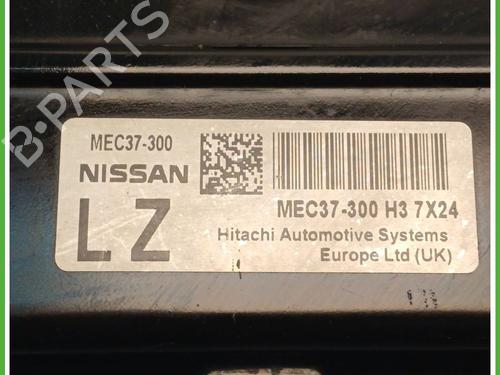 B-PARTS
MEC37-300
NISSAN
LZ
MEC37-300 H3 7X24
Hitachi Automotive Systems
Europe Ltd (UK)